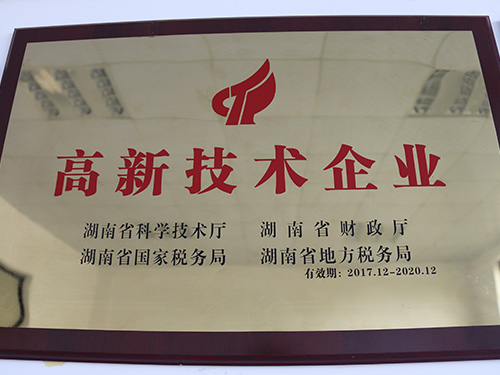 高新技术企业
湖南省科学技术厅 湖南省财政厅
湖南省国家税务局 湖南省地方税务局
有效期：2017.12-2020.12